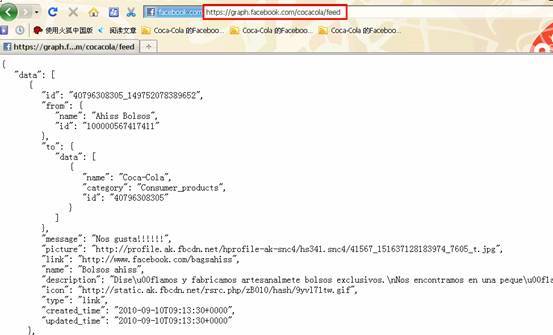 facebook.com https://graph.facebook.com/cocacola/feed
使用火狐中国版 阅读文章 Coca-Cola 的Faceboo... Coca-Cola 的Faceboo... Coca-Cola 的Faceboo...
https://graph.f...m/cocacola/feed
{
"data": [
{
"id": "40796308305_149752078389652",
"from": {
"name": "Ahiss Bolsos",
"id": "100000567417411"
},
"to": {
"data": [
{
"name": "Coca-Cola",
"category": "Consumer_products",
"id": "40796308305"
}
]
},
"message": "Nos gusta!!!!!!",
"picture": "http://profile.ak.fbcdn.net/hprofile-ak-snc4/hs341.snc4/41567_151637128183974_7605_t.jpg",
"link": "http://www.facebook.com/bagsahiss",
"name": "Bolsos ahiss",
"description": "Dise\u00f1amos y fabricamos artesanalmete bolsos exclusivos.\nNos encontramos en una peque\u00f1a
"icon": "http://static.ak.fbcdn.net/rsrc.php/zB010/hash/9yvl71tw.gif",
"type": "link",
"created_time": "2010-09-10T09:13:30+0000",
"updated_time": "2010-09-10T09:13:30+0000"